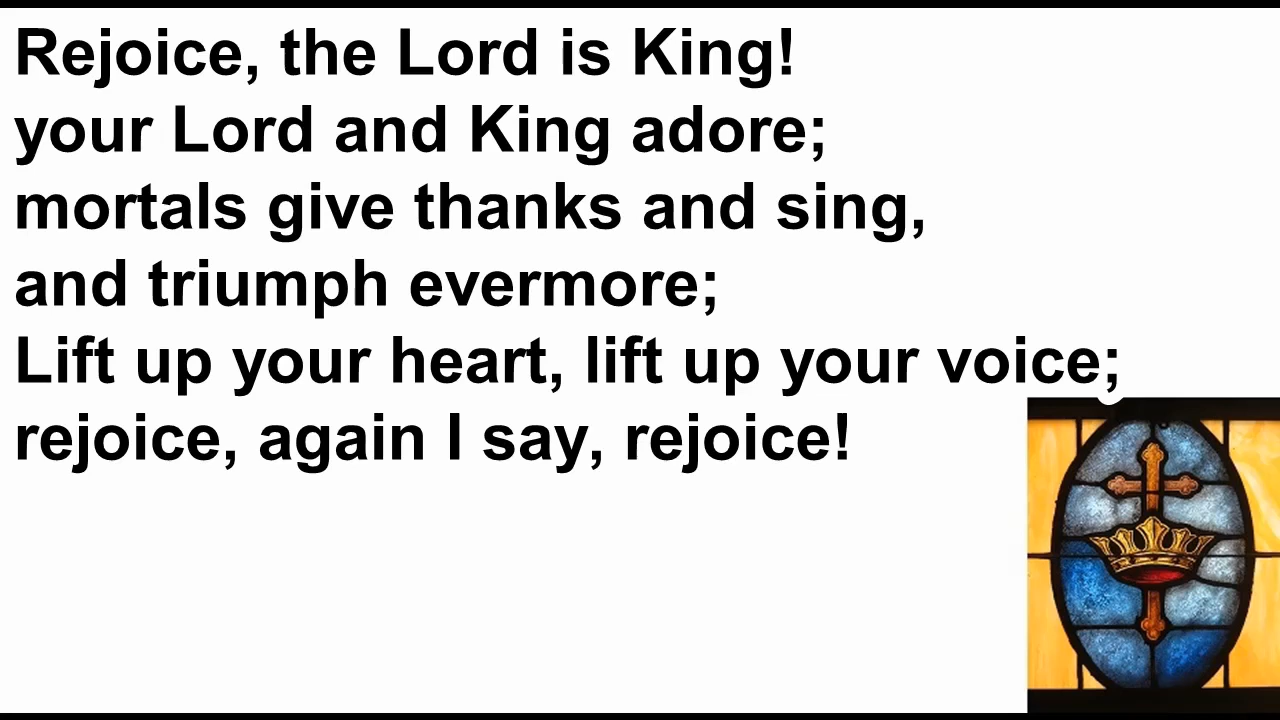 Rejoice, the Lord is King!
your Lord and King adore;
mortals give thanks and sing,
and triumph evermore;
Lift up your heart, lift up your voice;
rejoice, again I say, rejoice!